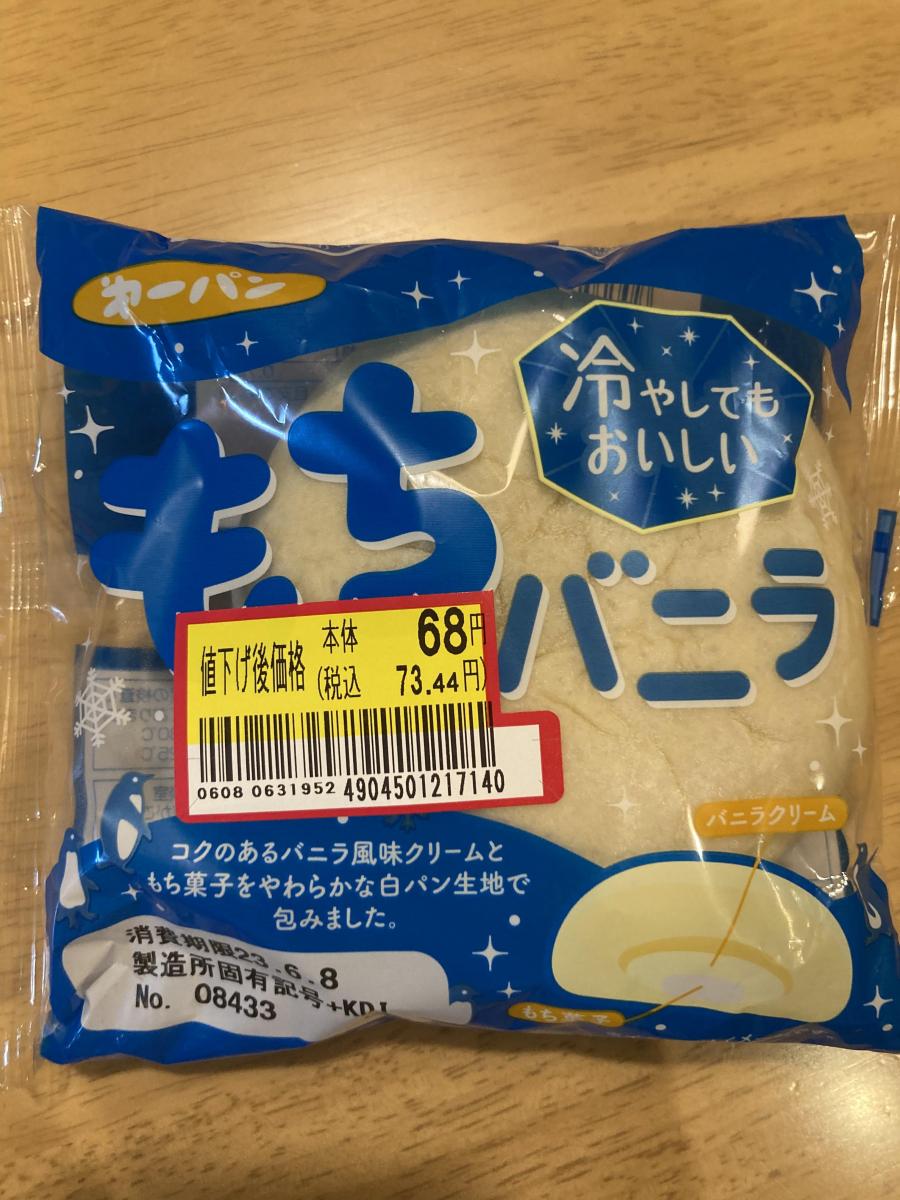 カーパン
冷やしても
おいしい
もち
バニラ
値下げ後価格 本体 68円
(税込 73.44円)
0608 0631952 4904501217140
バニラクリーム
コクのあるバニラ風味クリームと
もち菓子をやわらかな白パン生地で
包みました。
もち菓子
消費期限23.6.8
製造所固有記号+KDI
No. 08433